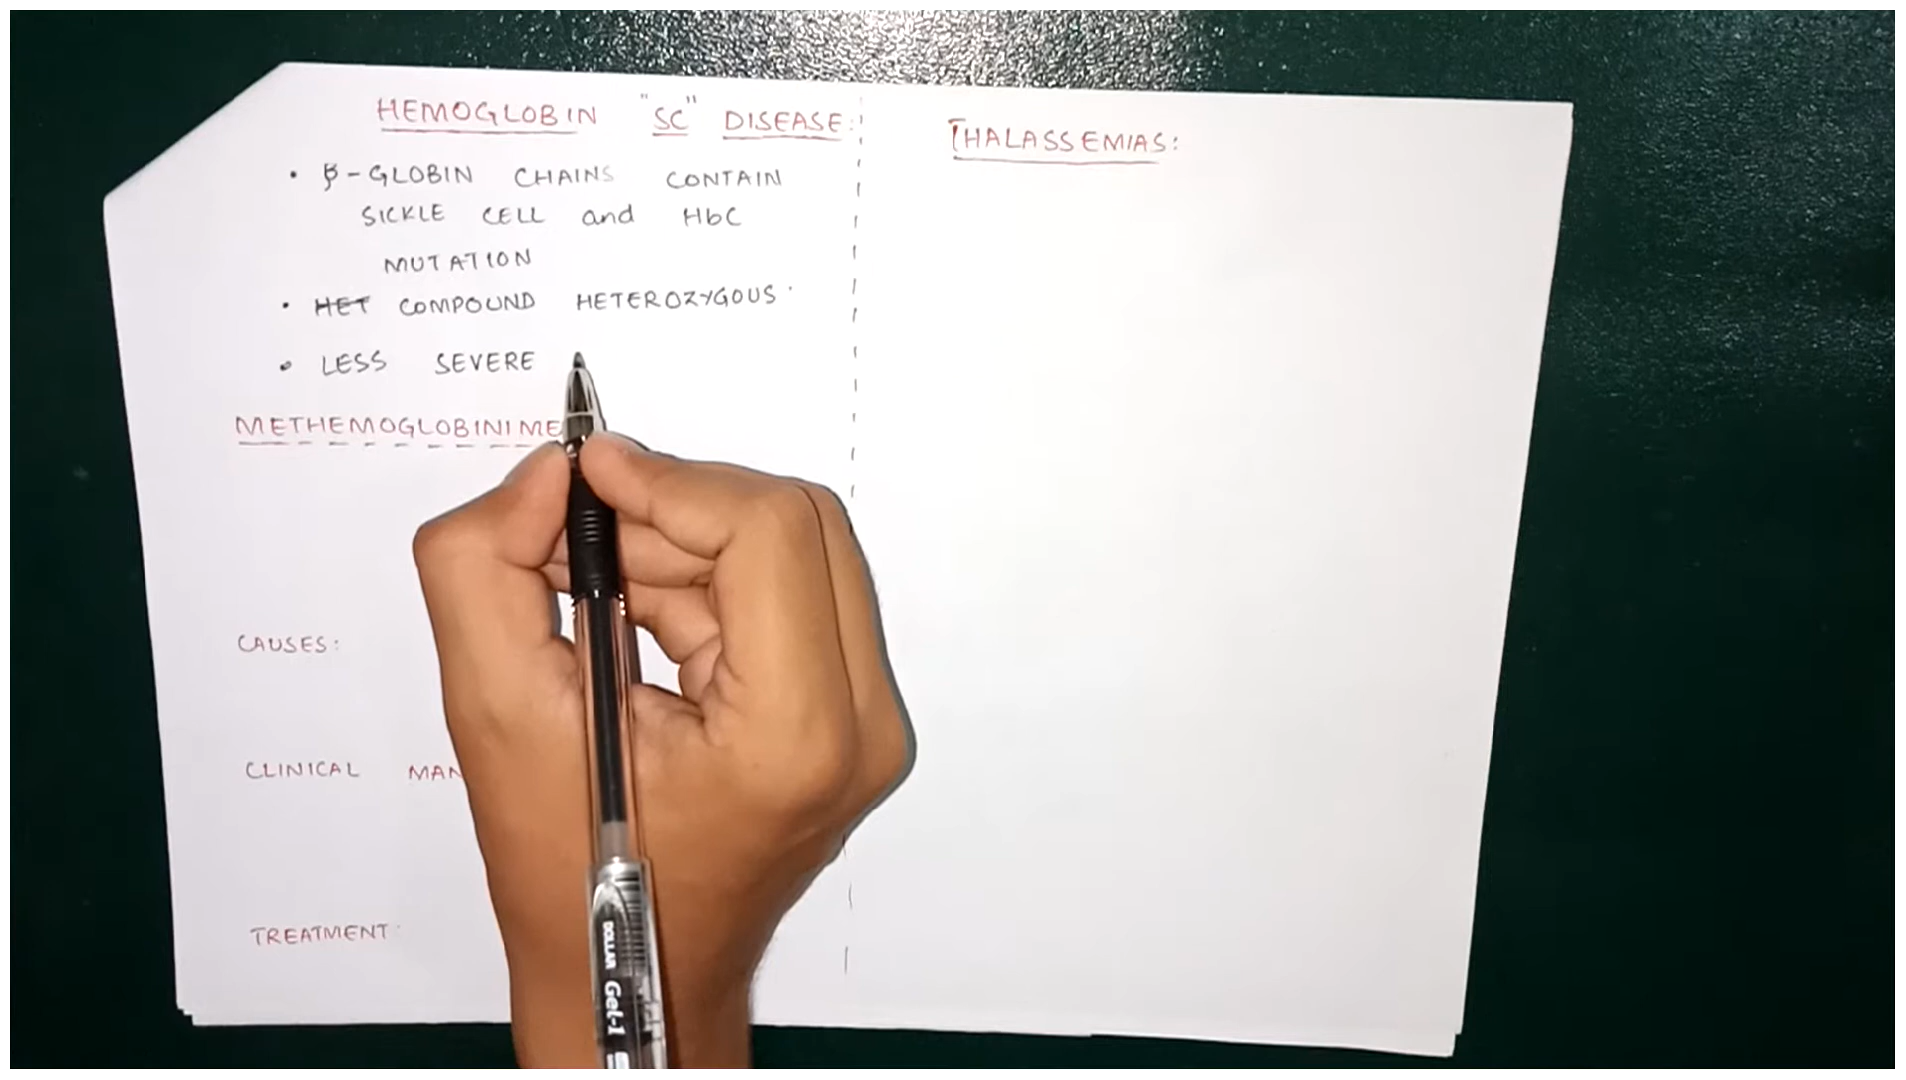 HEMOGLOBIN "SC" DISEASE:
• β-GLOBIN CHAINS CONTAIN
SICKLE CELL and HbC
MUTATION
• HET COMPOUND HETEROZYGOUS
• LESS SEVERE
METHEMOGLOBINIME
CAUSES:
CLINICAL MAN
TREATMENT:
THALASSEMIAS:
DOLLAR Gel-1